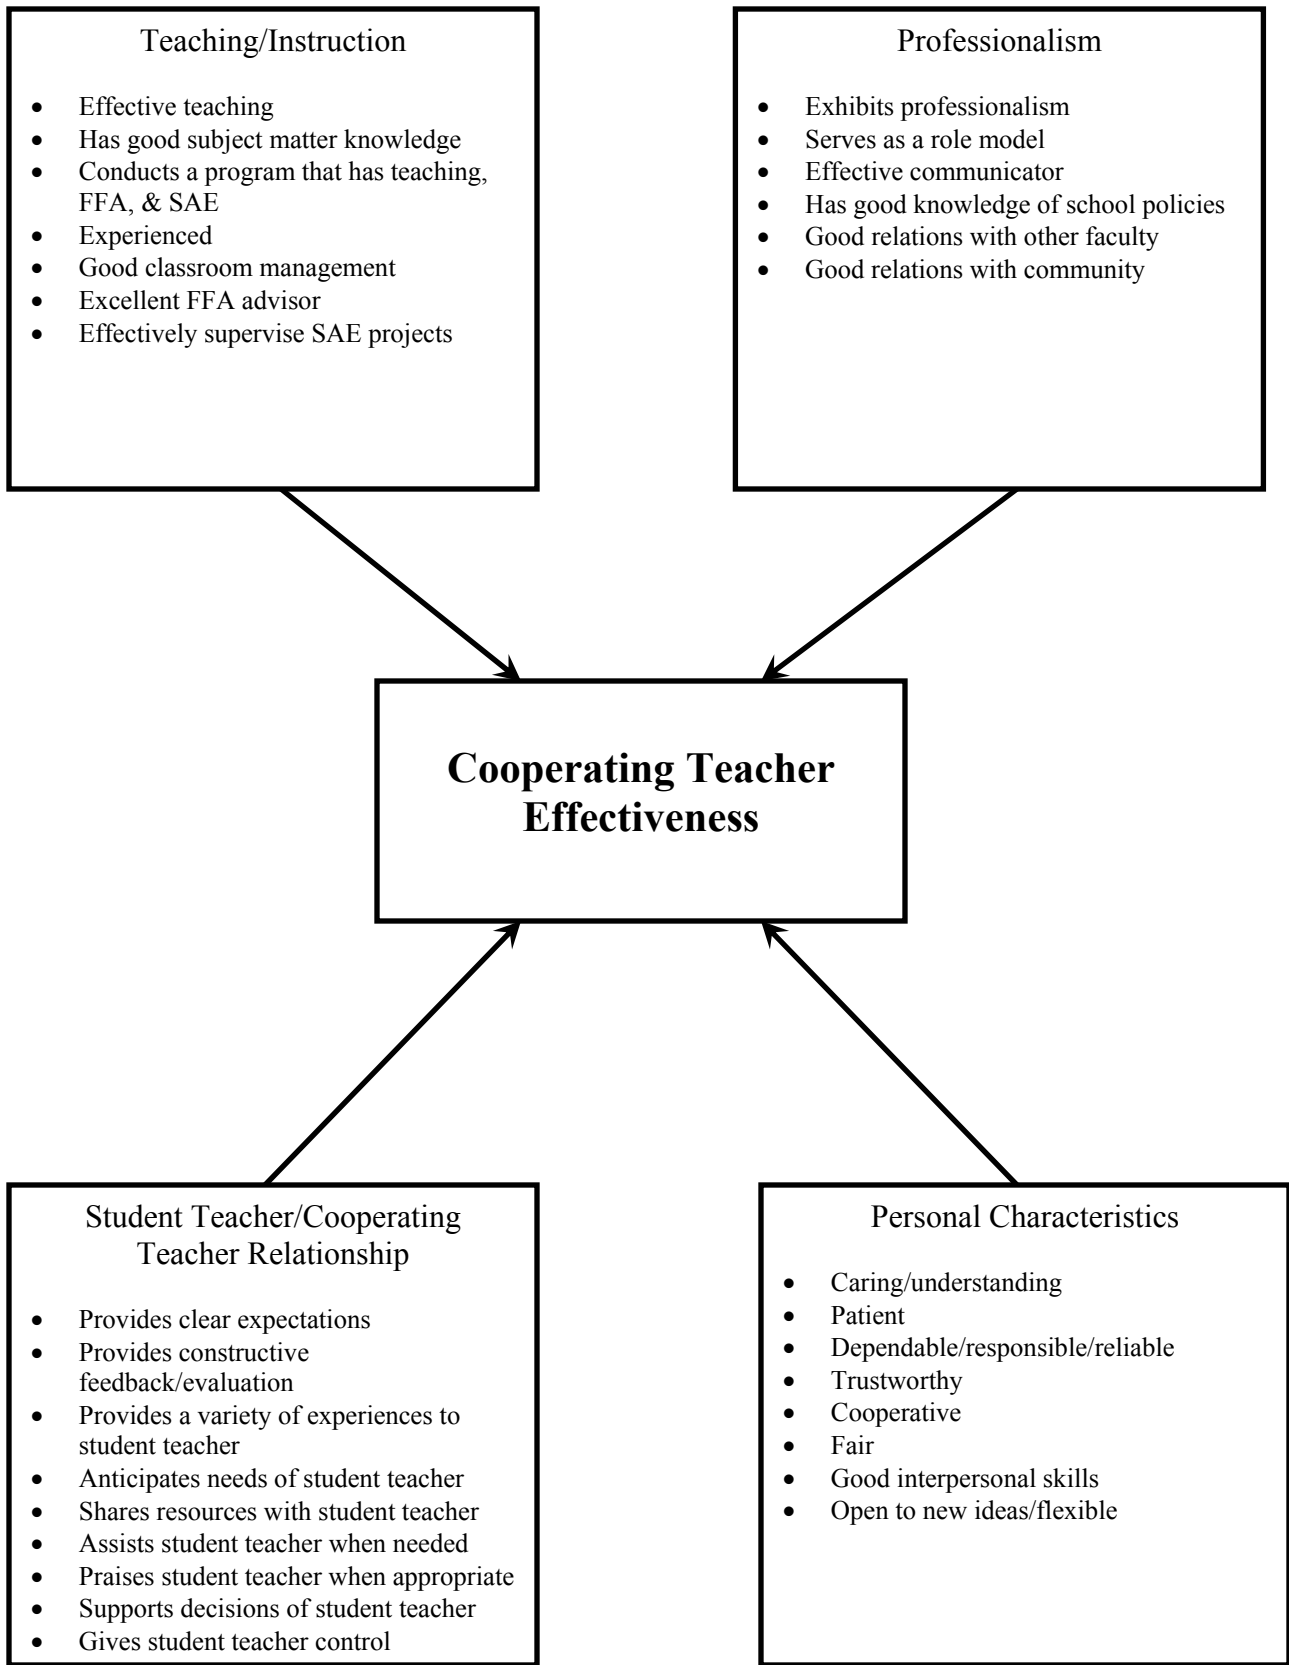 Teaching/Instruction
• Effective teaching
• Has good subject matter knowledge
• Conducts a program that has teaching,
FFA, & SAE
• Experienced
• Good classroom management
• Excellent FFA advisor
• Effectively supervise SAE projects
Professionalism
• Exhibits professionalism
• Serves as a role model
• Effective communicator
• Has good knowledge of school policies
• Good relations with other faculty
• Good relations with community
Cooperating Teacher
Effectiveness
Student Teacher/Cooperating
Teacher Relationship
• Provides clear expectations
• Provides constructive
feedback/evaluation
• Provides a variety of experiences to
student teacher
• Anticipates needs of student teacher
• Shares resources with student teacher
• Assists student teacher when needed
• Praises student teacher when appropriate
• Supports decisions of student teacher
• Gives student teacher control
Personal Characteristics
• Caring/understanding
• Patient
• Dependable/responsible/reliable
• Trustworthy
• Cooperative
• Fair
• Good interpersonal skills
• Open to new ideas/flexible